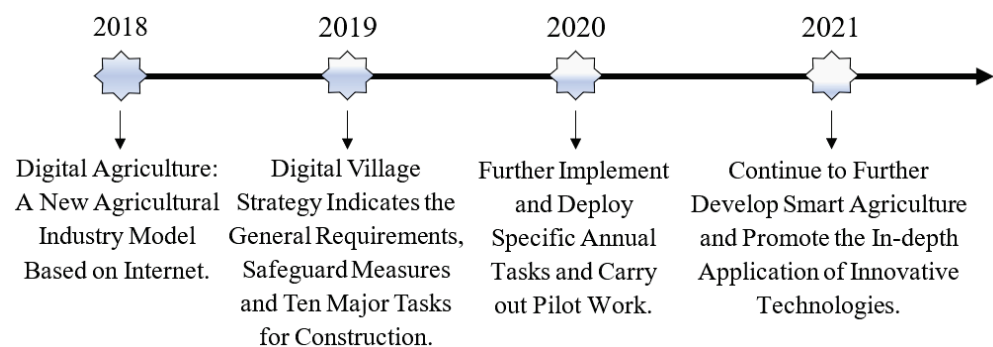 2018
2019
2020
2021
Digital Agriculture:
A New Agricultural
Industry Model
Based on Internet.
Digital Village
Strategy Indicates the
General Requirements,
Safeguard Measures
and Ten Major Tasks
for Construction.
Further Implement
and Deploy
Specific Annual
Tasks and Carry
out Pilot Work.
Continue to Further
Develop Smart Agriculture
and Promote the In-depth
Application of Innovative
Technologies.